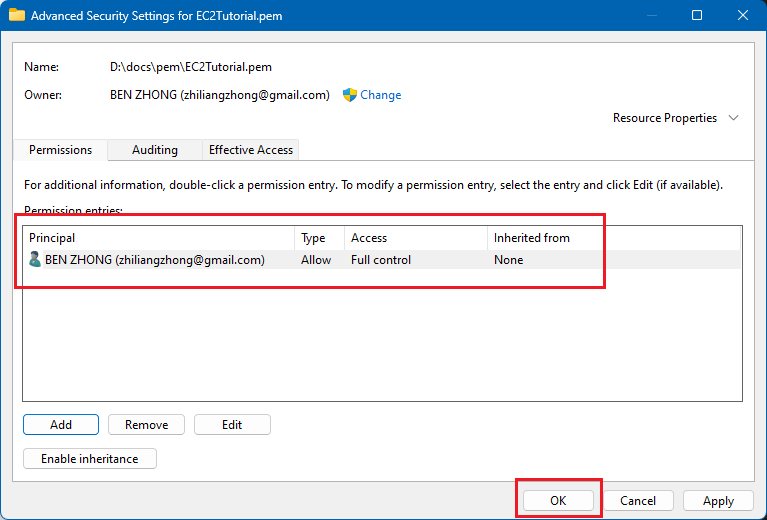 Advanced Security Settings for EC2Tutorial.pem
Name: D:\docs\pem\EC2Tutorial.pem
Owner: BEN ZHONG (zhiliangzhong@gmail.com) Change
Resource Properties
Permissions Auditing Effective Access
For additional information, double-click a permission entry. To modify a permission entry, select the entry and click Edit (if available).
Permission entries:
Principal Type Access Inherited from
BEN ZHONG (zhiliangzhong@gmail.com) Allow Full control None
Add Remove Edit
Enable inheritance
OK Cancel Apply